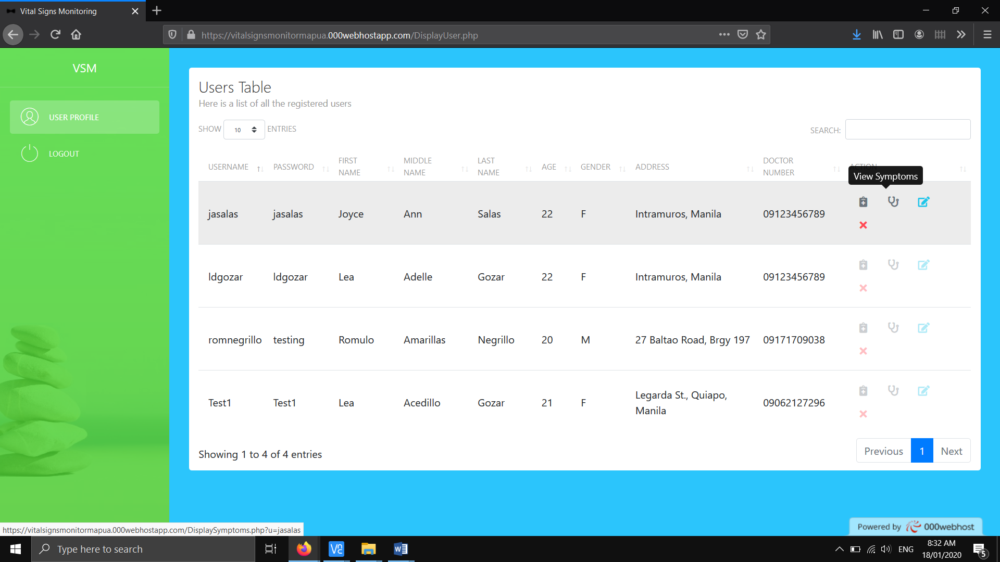 Vital Signs Monitoring
https://vitalsignsmonitormapua.000webhostapp.com/DisplayUser.php
VSM
USER PROFILE
LOGOUT
Users Table
Here is a list of all the registered users
SHOW 10 ENTRIES
SEARCH:
USERNAME PASSWORD FIRST NAME MIDDLE NAME LAST NAME AGE GENDER ADDRESS DOCTOR NUMBER ACTION
View Symptoms
jasalas jasalas Joyce Ann Salas 22 F Intramuros, Manila 09123456789
ldgozar ldgozar Lea Adelle Gozar 22 F Intramuros, Manila 09123456789
romnegrillo testing Romulo Amarillas Negrillo 20 M 27 Baltao Road, Brgy 197 09171709038
Test1 Test1 Lea Acedillo Gozar 21 F Legarda St., Quiapo, Manila 09062127296
Showing 1 to 4 of 4 entries
Previous 1 Next
https://vitalsignsmonitormapua.000webhostapp.com/DisplaySymptoms.php?u=jasalas
Powered by 000webhost
Type here to search
ENG
8:32 AM
18/01/2020
5